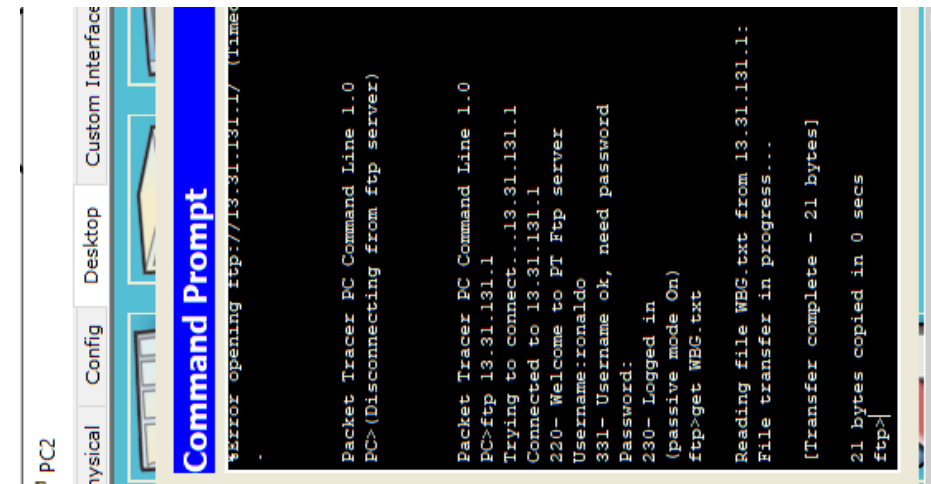 PC2
hysical Config Desktop Custom Interface
Command Prompt
%Error opening ftp://13.31.131.1/ (Timed
.
Packet Tracer PC Command Line 1.0
PC>(Disconnecting from ftp server)
Packet Tracer PC Command Line 1.0
PC>ftp 13.31.131.1
Trying to connect...13.31.131.1
Connected to 13.31.131.1
220- Welcome to PT Ftp server
Username:ronaldo
331- Username ok, need password
Password:
230- Logged in
(passive mode On)
ftp>get WBG.txt
Reading file WBG.txt from 13.31.131.1:
File transfer in progress...
[Transfer complete - 21 bytes]
21 bytes copied in 0 secs
ftp>